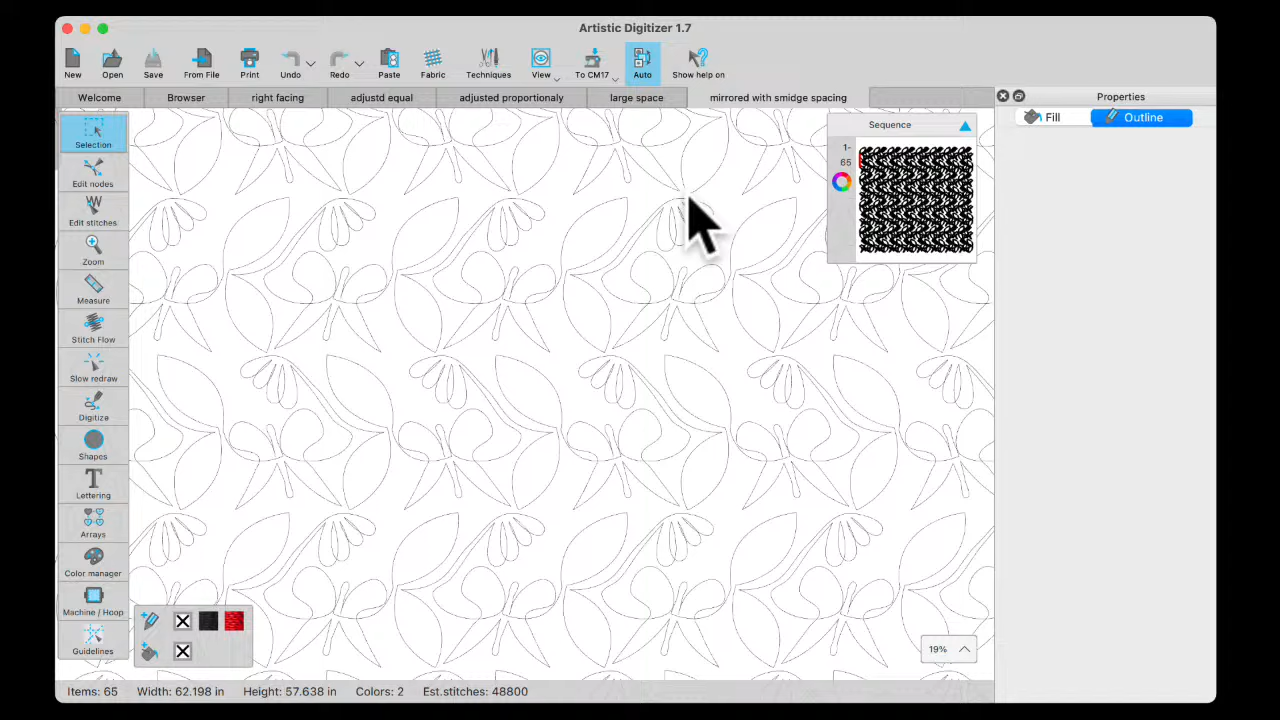 Artistic Digitizer 1.7
New Open Save From File Print Undo Redo Paste Fabric Techniques View To CM17 Auto Show help on
Welcome Browser right facing adjustd equal adjusted proportionaly large space mirrored with smidge spacing Properties
Fill Outline
Sequence
1-
65
Selection
Edit nodes
Edit stitches
Zoom
Measure
Stitch Flow
Slow redraw
Digitize
Shapes
Lettering
Arrays
Color manager
Machine / Hoop
Guidelines
19%
Items: 65 Width: 62.198 in Height: 57.638 in Colors: 2 Est.stitches: 48800